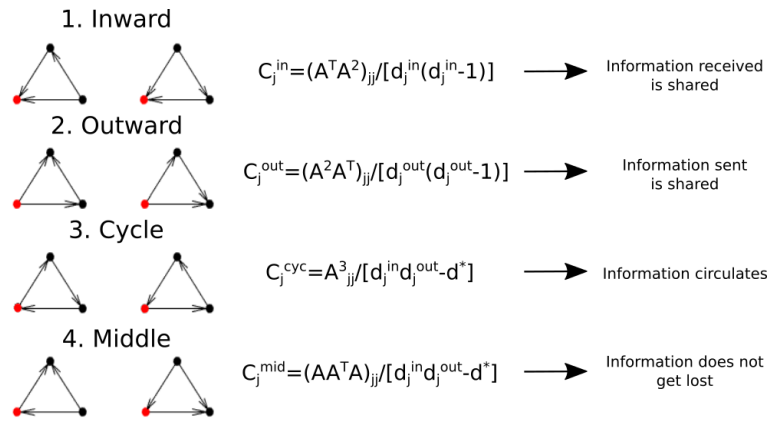 1. Inward
C_j^in=(A^TA^2)_jj/[d_j^in(d_j^in-1)]
Information received
is shared
2. Outward
C_j^out=(A^2A^T)_jj/[d_j^out(d_j^out-1)]
Information sent
is shared
3. Cycle
C_j^cyc=A^3_jj/[d_j^in d_j^out-d^*]
Information circulates
4. Middle
C_j^mid=(AA^TA)_jj/[d_j^in d_j^out-d^*]
Information does not
get lost